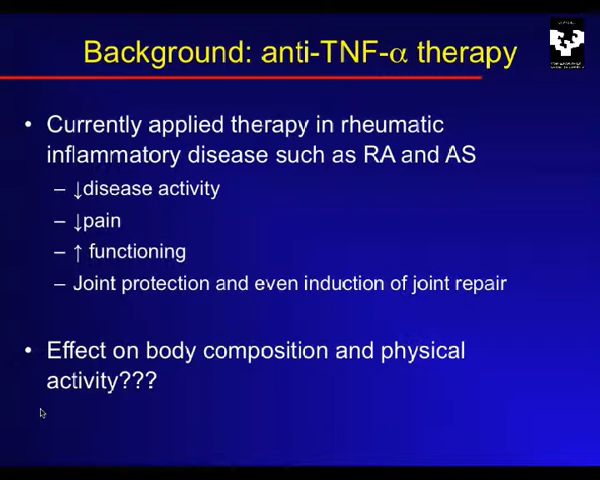 Background: anti-TNF-α therapy
• Currently applied therapy in rheumatic
inflammatory disease such as RA and AS
– ↓disease activity
– ↓pain
– ↑ functioning
– Joint protection and even induction of joint repair
• Effect on body composition and physical
activity???